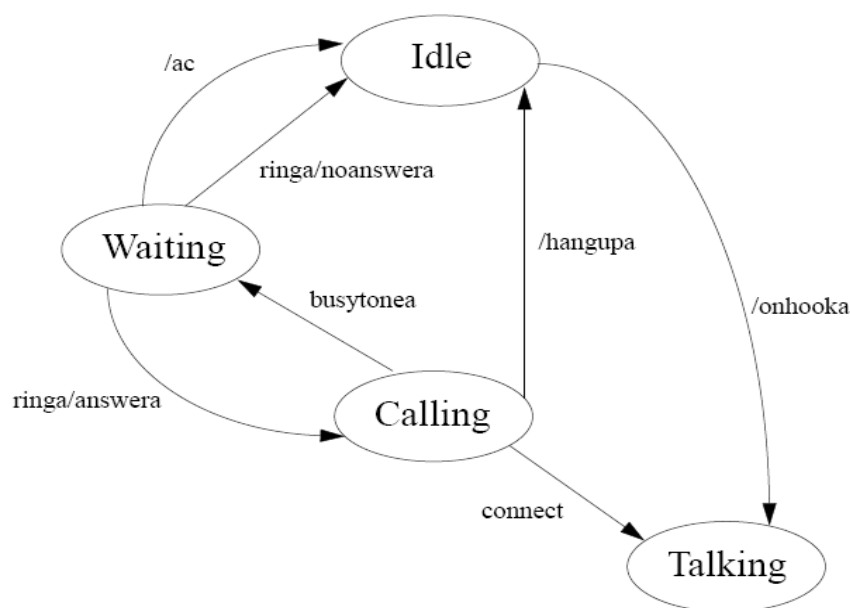 Idle
/ac
ringa/noanswera
Waiting
/hangupa
busytonea
/onhooka
ringa/answera
Calling
connect
Talking